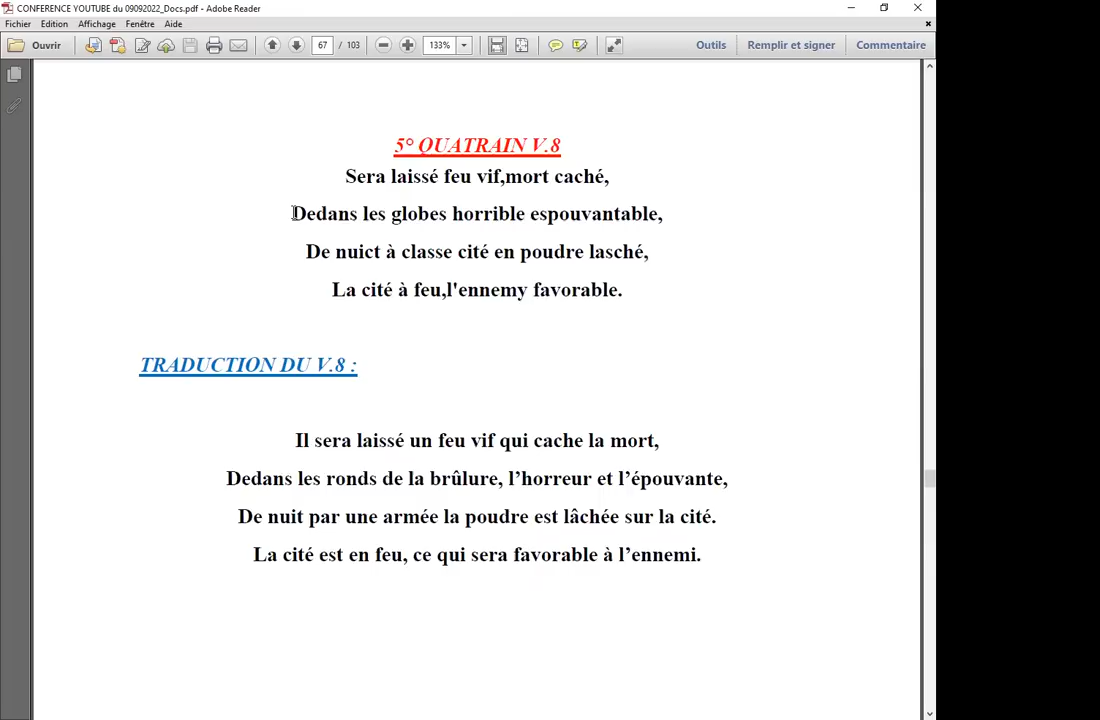 CONFERENCE YOUTUBE du 09092022_Docs.pdf - Adobe Reader
Fichier Edition Affichage Fenêtre Aide
Ouvrir 67 / 103 133% Outils Remplir et signer Commentaire
5° QUATRAIN V.8
Sera laissé feu vif,mort caché,
Dedans les globes horrible espouvantable,
De nuict à classe cité en poudre lasché,
La cité à feu,l'ennemy favorable.
TRADUCTION DU V.8 :
Il sera laissé un feu vif qui cache la mort,
Dedans les ronds de la brûlure, l’horreur et l’épouvante,
De nuit par une armée la poudre est lâchée sur la cité.
La cité est en feu, ce qui sera favorable à l’ennemi.